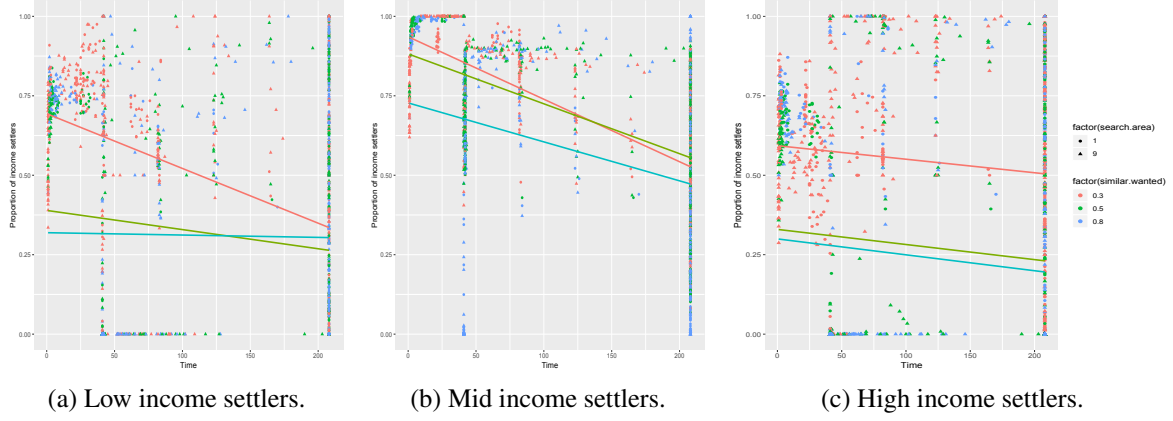 1.00
0.75
0.50
0.25
0.00
Proportion of income settlers
0 50 100 150 200
Time
(a) Low income settlers.
1.00
0.75
0.50
0.25
0.00
Proportion of income settlers
0 50 100 150 200
Time
(b) Mid income settlers.
1.00
0.75
0.50
0.25
0.00
Proportion of income settlers
0 50 100 150 200
Time
(c) High income settlers.
factor(search.area)
1
9
factor(similar.wanted)
0.3
0.5
0.8